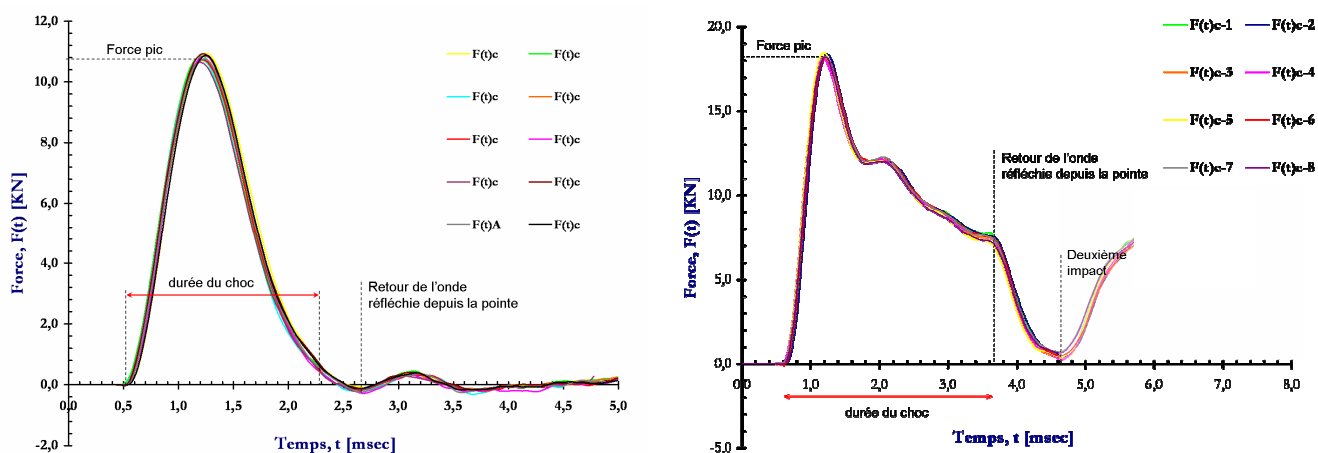 12,0
10,0
8,0
6,0
4,0
2,0
0,0
-2,0
Force, F(t) [KN]
Force pic
F(t)c F(t)c
F(t)c F(t)c
F(t)c F(t)c
F(t)c F(t)c
F(t)A F(t)c
durée du choc
Retour de l'onde
réfléchie depuis la pointe
0,0 0,5 1,0 1,5 2,0 2,5 3,0 3,5 4,0 4,5 5,0
Temps, t [msec]
20,0
15,0
10,0
5,0
0,0
-5,0
Force, F(t) [KN]
Force pic
F(t)c-1 F(t)c-2
F(t)c-3 F(t)c-4
F(t)c-5 F(t)c-6
F(t)c-7 F(t)c-8
Retour de l'onde
réfléchie depuis la pointe
Deuxième
impact
0,0 1,0 2,0 3,0 4,0 5,0 6,0 7,0 8,0
durée du choc
Temps, t [msec]